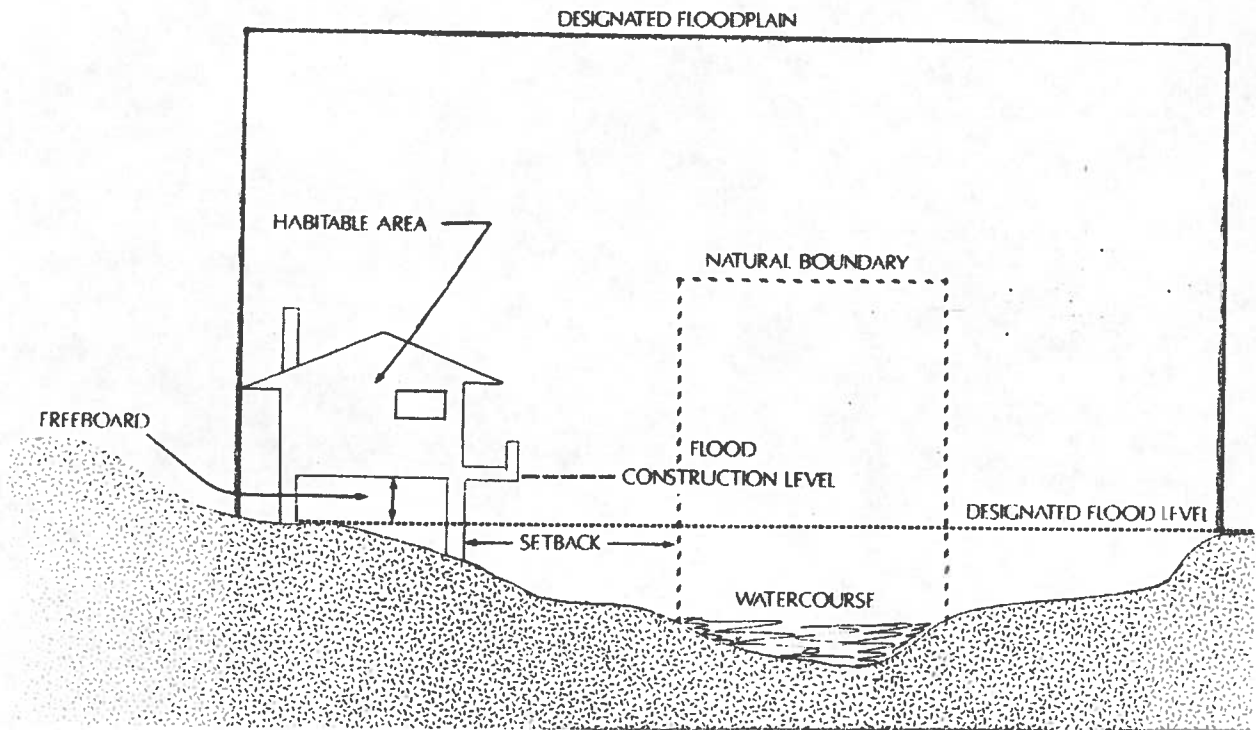 DESIGNATED FLOODPLAIN
HABITABLE AREA
NATURAL BOUNDARY
FREEBOARD
FLOOD
CONSTRUCTION LEVEL
DESIGNATED FLOOD LEVEL
SETBACK
WATERCOURSE